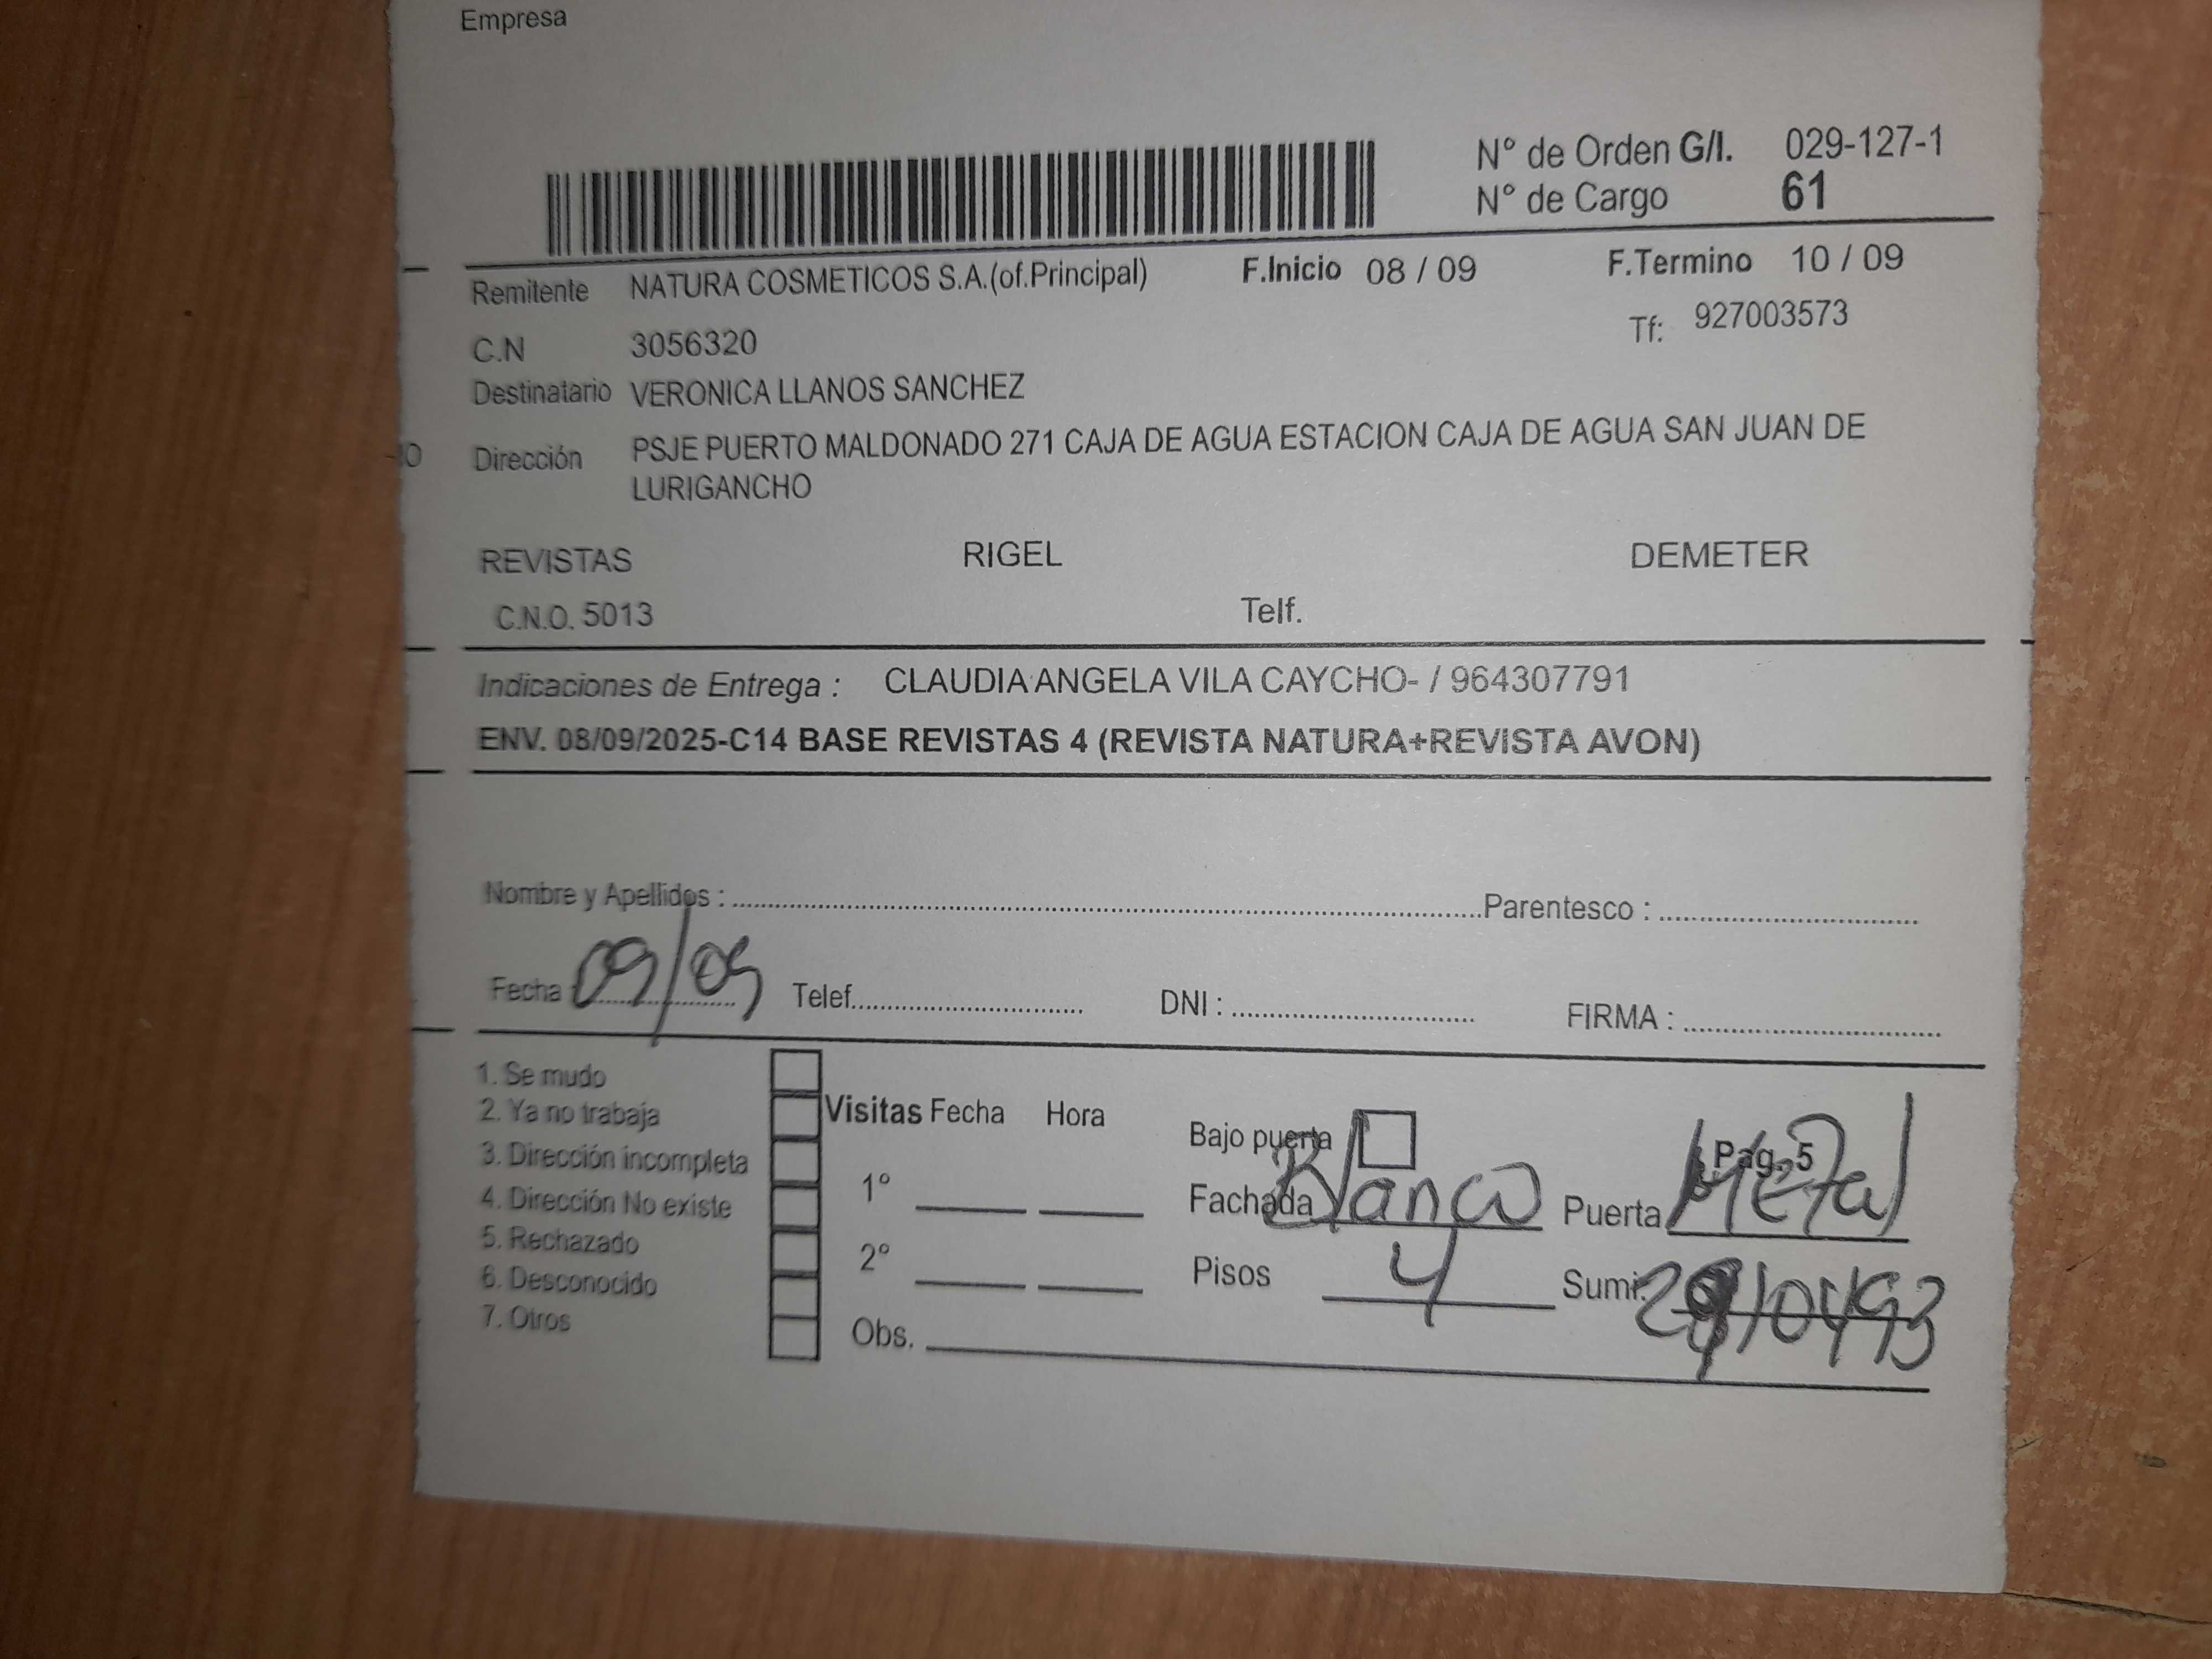 Empresa
N° de Orden G/I. 029-127-1
N° de Cargo 61
Remitente NATURA COSMETICOS S.A.(of.Principal) F.Inicio 08 / 09 F.Termino 10 / 09
C.N 3056320 Tf: 927003573
Destinatario VERONICA LLANOS SANCHEZ
Dirección PSJE PUERTO MALDONADO 271 CAJA DE AGUA ESTACION CAJA DE AGUA SAN JUAN DE
LURIGANCHO
REVISTAS RIGEL DEMETER
C.N.O. 5013 Telf.
Indicaciones de Entrega : CLAUDIA ANGELA VILA CAYCHO- / 964307791
ENV. 08/09/2025-C14 BASE REVISTAS 4 (REVISTA NATURA+REVISTA AVON)
Nombre y Apellidos : Parentesco :
Fecha 09/09 Telef. DNI : FIRMA :
1. Se mudo
2. Ya no trabaja
3. Dirección incompleta
4. Dirección No existe
5. Rechazado
6. Desconocido
7. Otros
Visitas Fecha Hora
1°
2°
Obs.
Bajo puerta Pag. 5
Fachada Blanco Puerta Metal
Pisos 4 Sumi.